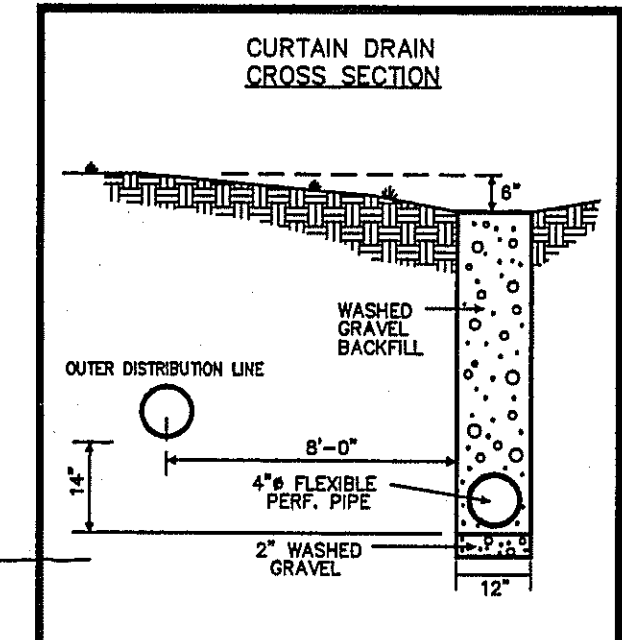 CURTAIN DRAIN
CROSS SECTION
6"
WASHED
GRAVEL
BACKFILL
OUTER DISTRIBUTION LINE
8'-0"
14"
4"ø FLEXIBLE
PERF. PIPE
2" WASHED
GRAVEL
12"